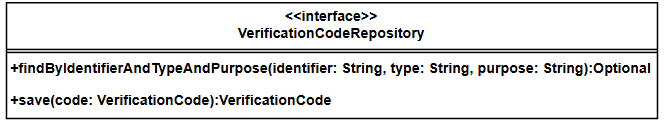 <<interface>>
VerificationCodeRepository
+findByIdentifierAndTypeAndPurpose(identifier: String, type: String, purpose: String):Optional
+save(code: VerificationCode):VerificationCode